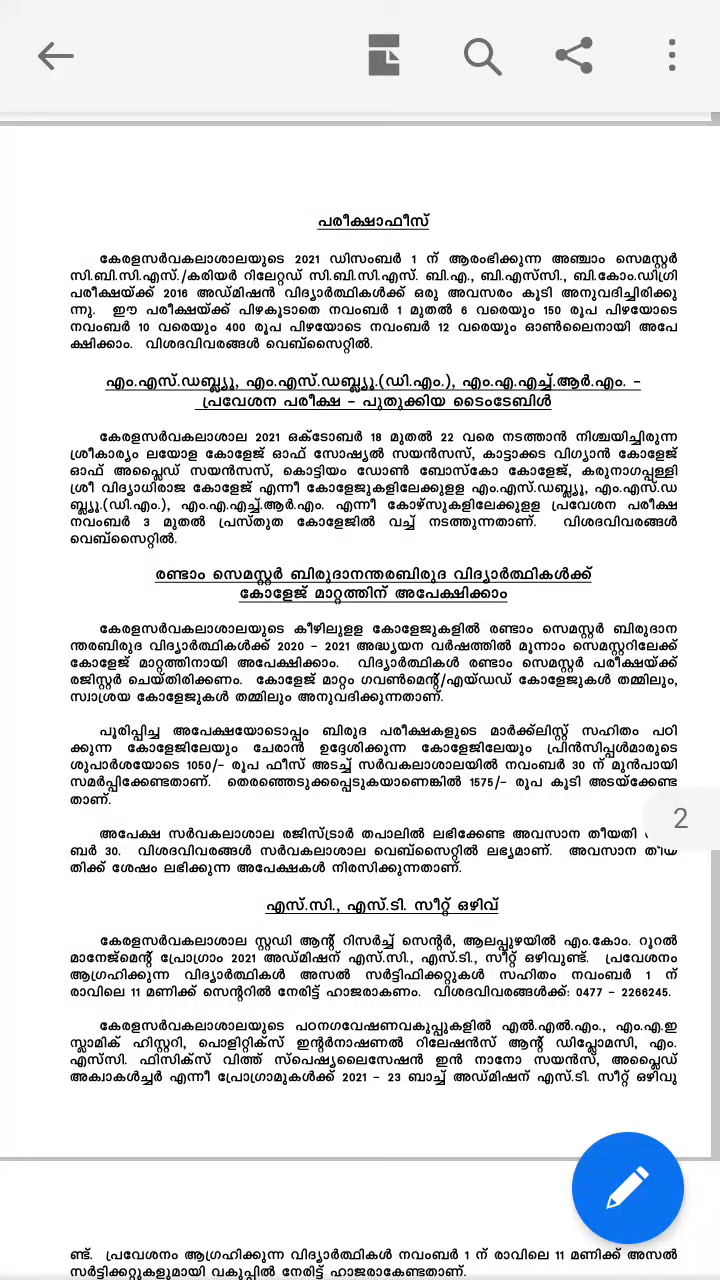 പരീക്ഷാഫീസ്
കേരളസർവകലാശാലയുടെ 2021 ഡിസംബർ 1 ന് ആരംഭിക്കുന്ന അഞ്ചാം സെമസ്റ്റർ
സി.ബി.സി.എസ്./കരിയർ റിലേറ്റഡ് സി.ബി.സി.എസ്. ബി.എ., ബി.എസ്‌സി., ബി.കോം.ഡിഗ്രി
പരീക്ഷയ്ക്ക് 2016 അഡ്മിഷൻ വിദ്യാർത്ഥികൾക്ക് ഒരു അവസരം കൂടി അനുവദിച്ചിരിക്കു
ന്നു. ഈ പരീക്ഷയ്ക്ക് പിഴകൂടാതെ നവംബർ 1 മുതൽ 6 വരെയും 150 രൂപ പിഴയോടെ
നവംബർ 10 വരെയും 400 രൂപ പിഴയോടെ നവംബർ 12 വരെയും ഓൺലൈനായി അപേ
ക്ഷിക്കാം. വിശദവിവരങ്ങൾ വെബ്സൈറ്റിൽ.
എം.എസ്.ഡബ്ല്യൂ, എം.എസ്.ഡബ്ല്യൂ.(ഡി.എം.), എം.എ.എച്ച്.ആർ.എം. –
പ്രവേശന പരീക്ഷ – പുതുക്കിയ ടൈംടേബിൾ
കേരളസർവകലാശാല 2021 ഒക്ടോബർ 18 മുതൽ 22 വരെ നടത്താൻ നിശ്ചയിച്ചിരുന്ന
ശ്രീകാര്യം ലയോള കോളേജ് ഓഫ് സോഷ്യൽ സയൻസസ്, കാട്ടാക്കട വിഗ്യാൻ കോളേജ്
ഓഫ് അപ്ലൈഡ് സയൻസസ്, കൊട്ടിയം ഡോൺ ബോസ്കോ കോളേജ്, കരുനാഗപ്പള്ളി
ശ്രീ വിദ്യാധിരാജ കോളേജ് എന്നീ കോളേജുകളിലേക്കുളള എം.എസ്.ഡബ്ല്യൂ, എം.എസ്.ഡ
ബ്ല്യൂ.(ഡി.എം.), എം.എ.എച്ച്.ആർ.എം. എന്നീ കോഴ്സുകളിലേക്കുളള പ്രവേശന പരീക്ഷ
നവംബർ 3 മുതൽ പ്രസ്തുത കോളേജിൽ വച്ച് നടത്തുന്നതാണ്. വിശദവിവരങ്ങൾ
വെബ്സൈറ്റിൽ.
രണ്ടാം സെമസ്റ്റർ ബിരുദാനന്തരബിരുദ വിദ്യാർത്ഥികൾക്ക്
കോളേജ് മാറ്റത്തിന് അപേക്ഷിക്കാം
കേരളസർവകലാശാലയുടെ കീഴിലുളള കോളേജുകളിൽ രണ്ടാം സെമസ്റ്റർ ബിരുദാന
ന്തരബിരുദ വിദ്യാർത്ഥികൾക്ക് 2020 – 2021 അദ്ധ്യയന വർഷത്തിൽ മൂന്നാം സെമസ്റ്ററിലേക്ക്
കോളേജ് മാറ്റത്തിനായി അപേക്ഷിക്കാം. വിദ്യാർത്ഥികൾ രണ്ടാം സെമസ്റ്റർ പരീക്ഷയ്ക്ക്
രജിസ്റ്റർ ചെയ്തിരിക്കണം. കോളേജ് മാറ്റം ഗവൺമെന്റ്/എയ്ഡഡ് കോളേജുകൾ തമ്മിലും,
സ്വാശ്രയ കോളേജുകൾ തമ്മിലും അനുവദിക്കുന്നതാണ്.
പൂരിപ്പിച്ച അപേക്ഷയോടൊപ്പം ബിരുദ പരീക്ഷകളുടെ മാർക്ക്‌ലിസ്റ്റ് സഹിതം പഠി
ക്കുന്ന കോളേജിലേയും ചേരാൻ ഉദ്ദേശിക്കുന്ന കോളേജിലേയും പ്രിൻസിപ്പൾമാരുടെ
ശുപാർശയോടെ 1050/- രൂപ ഫീസ് അടച്ച് സർവകലാശാലയിൽ നവംബർ 30 ന് മുൻപായി
സമർപ്പിക്കേണ്ടതാണ്. തെരഞ്ഞെടുക്കപ്പെടുകയാണെങ്കിൽ 1575/- രൂപ കൂടി അടയ്ക്കേണ്ട
താണ്.
അപേക്ഷ സർവകലാശാല രജിസ്ട്രാർ തപാലിൽ ലഭിക്കേണ്ട അവസാന തീയതി
ബർ 30. വിശദവിവരങ്ങൾ സർവകലാശാല വെബ്സൈറ്റിൽ ലഭ്യമാണ്. അവസാന തീയ
തിക്ക് ശേഷം ലഭിക്കുന്ന അപേക്ഷകൾ നിരസിക്കുന്നതാണ്.
2
എസ്.സി., എസ്.ടി. സീറ്റ് ഒഴിവ്
കേരളസർവകലാശാല സ്റ്റഡി ആന്റ് റിസർച്ച് സെന്റർ, ആലപ്പുഴയിൽ എം.കോം. റൂറൽ
മാനേജ്മെന്റ് പ്രോഗ്രാം 2021 അഡ്മിഷന് എസ്.സി., എസ്.ടി., സീറ്റ് ഒഴിവുണ്ട്. പ്രവേശനം
ആഗ്രഹിക്കുന്ന വിദ്യാർത്ഥികൾ അസൽ സർട്ടിഫിക്കറ്റുകൾ സഹിതം നവംബർ 1 ന്
രാവിലെ 11 മണിക്ക് സെന്ററിൽ നേരിട്ട് ഹാജരാകണം. വിശദവിവരങ്ങൾക്ക്: 0477 – 2266245.
കേരളസർവകലാശാലയുടെ പഠനഗവേഷണവകുപ്പുകളിൽ എൽ.എൽ.എം., എം.എ.ഇ
സ്ലാമിക് ഹിസ്റ്ററി, പൊളിറ്റിക്സ് ഇന്റർനാഷണൽ റിലേഷൻസ് ആന്റ് ഡിപ്ലോമസി, എം.
എസ്‌സി. ഫിസിക്സ് വിത്ത് സ്പെഷ്യലൈസേഷൻ ഇൻ നാനോ സയൻസ്, അപ്ലൈഡ്
അക്വാകൾച്ചർ എന്നീ പ്രോഗ്രാമുകൾക്ക് 2021 – 23 ബാച്ച് അഡ്മിഷന് എസ്.ടി. സീറ്റ് ഒഴിവു
ണ്ട്. പ്രവേശനം ആഗ്രഹിക്കുന്ന വിദ്യാർത്ഥികൾ നവംബർ 1 ന് രാവിലെ 11 മണിക്ക് അസൽ
സർട്ടിക്കറ്റുകളുമായി വകുപ്പിൽ നേരിട്ട് ഹാജരാകേണ്ടതാണ്.